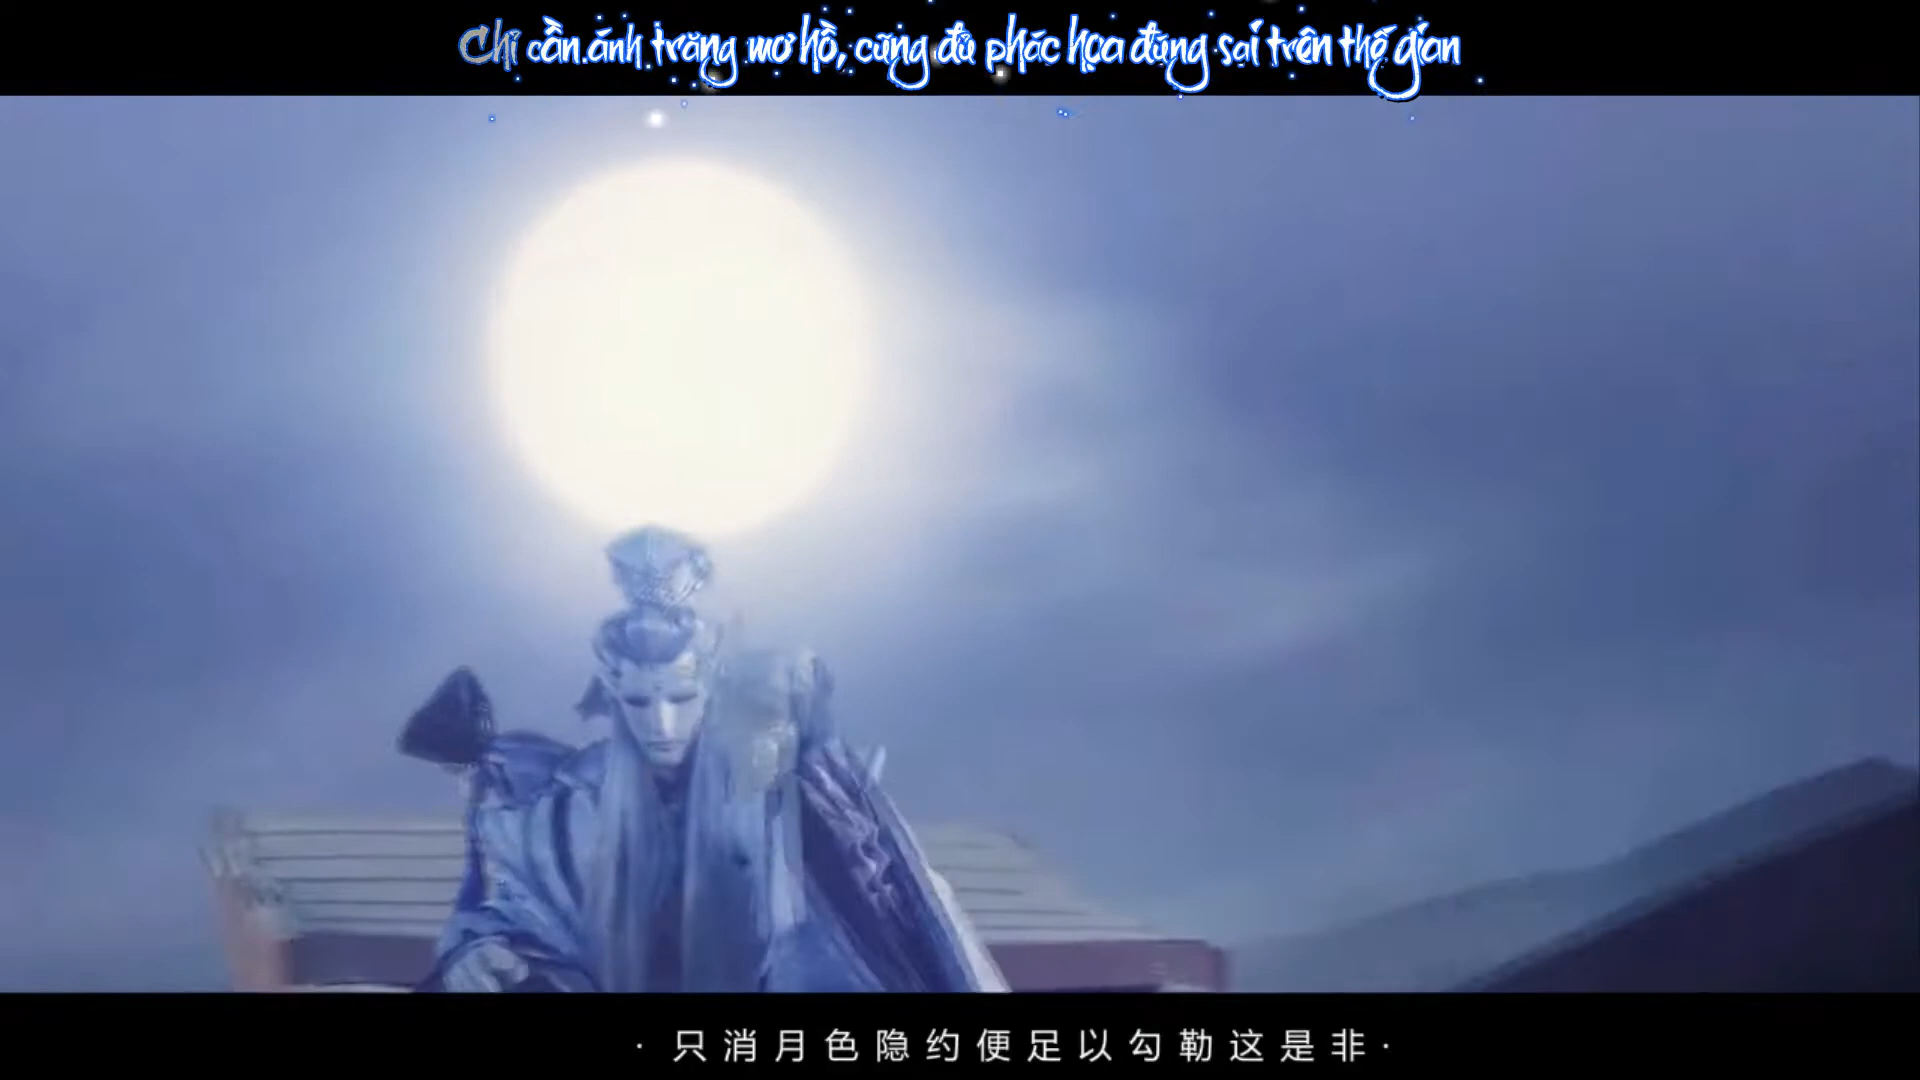 Chỉ cần ánh trăng mơ hồ, cũng đủ phác họa đúng sai trên thế gian
· 只消月色隐约便足以勾勒这是非 ·